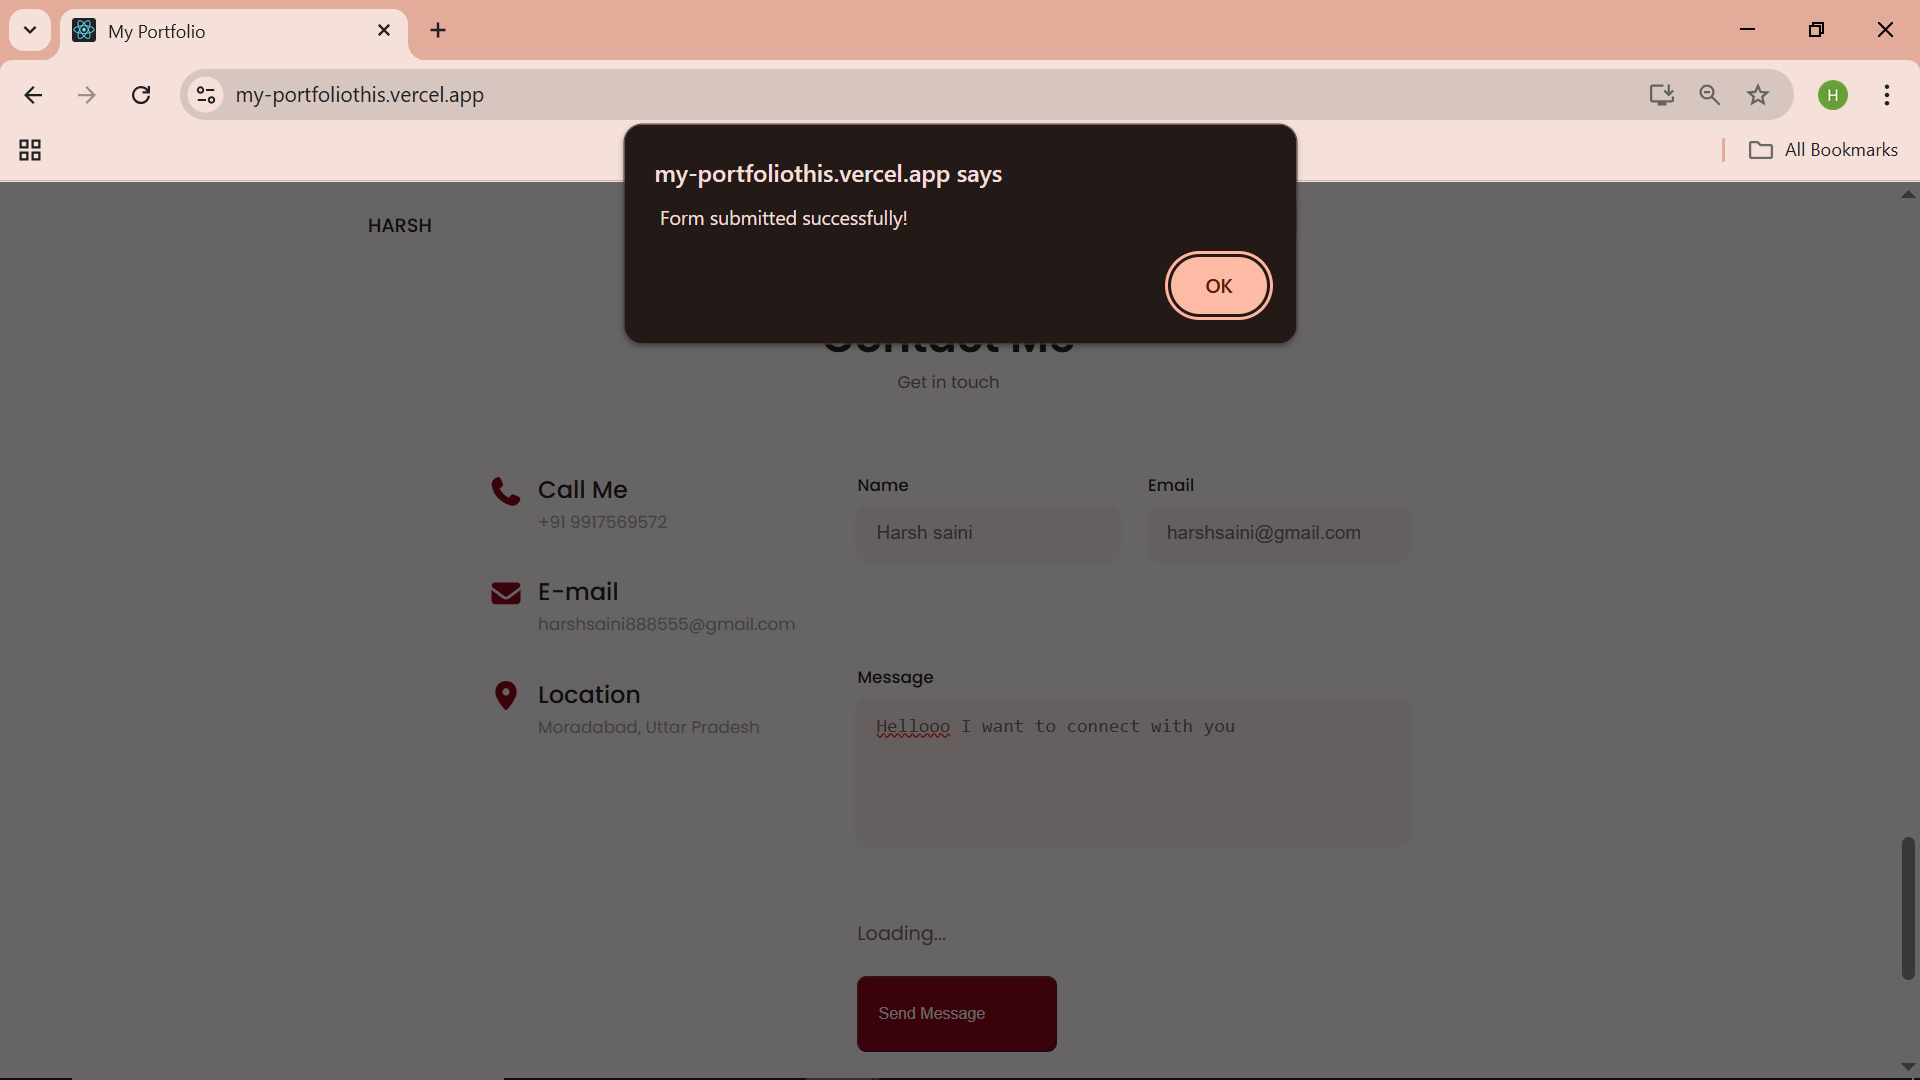 My Portfolio
my-portfoliothis.vercel.app
H
All Bookmarks
my-portfoliothis.vercel.app says
Form submitted successfully!
OK
HARSH
Contact Me
Get in touch
Call Me
+91 9917569572
E-mail
harshsaini888555@gmail.com
Location
Moradabad, Uttar Pradesh
Name
Harsh saini
Email
harshsaini@gmail.com
Message
Hellooo I want to connect with you
Loading...
Send Message